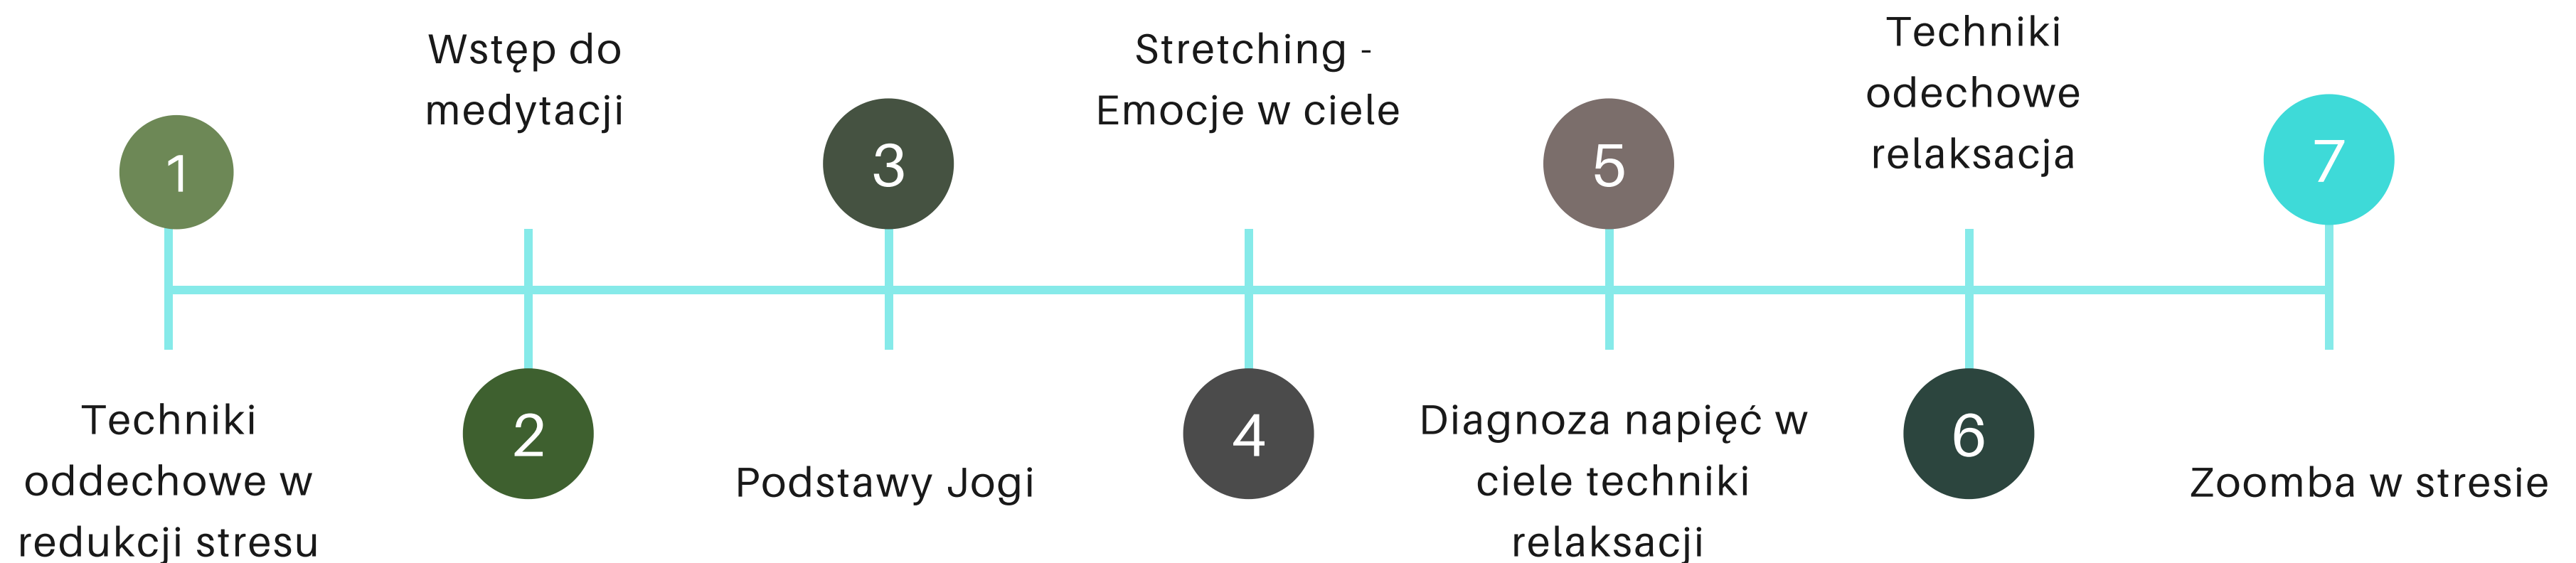 1
Techniki
oddechowe w
redukcji stresu
Wstęp do
medytacji
2
3
Podstawy Jogi
Stretching -
Emocje w ciele
4
5
Diagnoza napięć w
ciele techniki
relaksacji
Techniki
odechowe
relaksacja
6
7
Zoomba w stresie